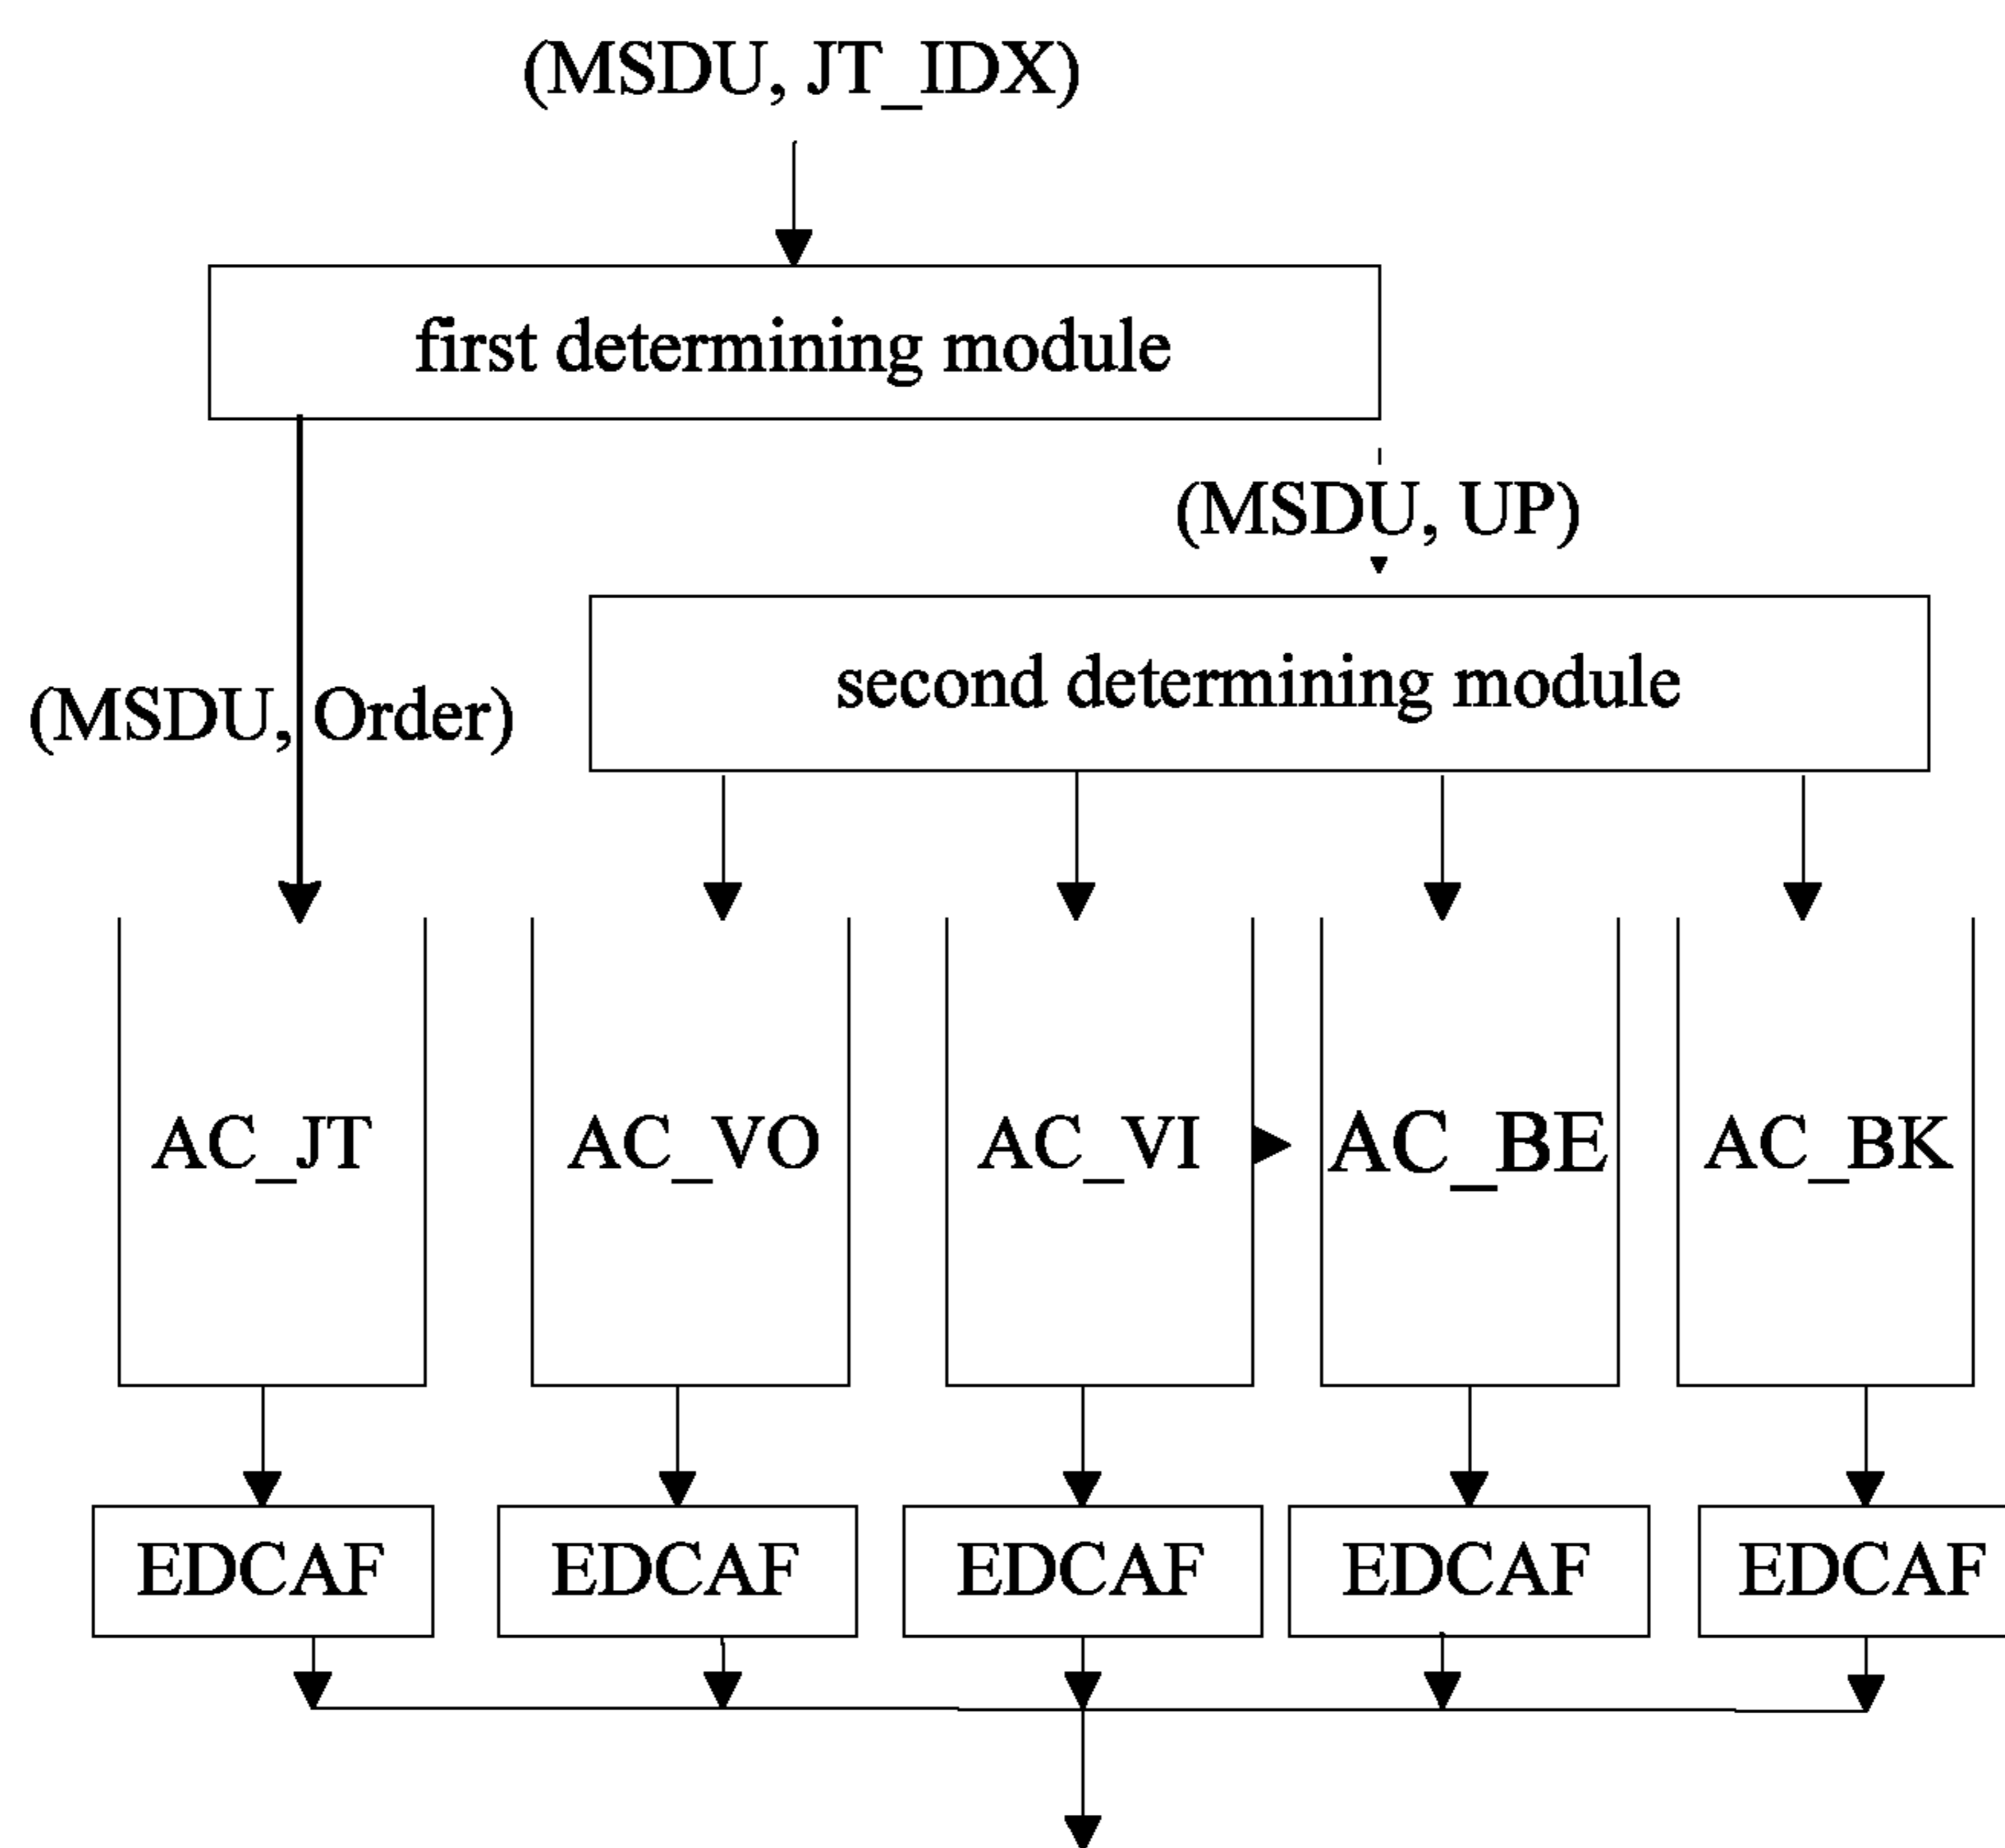 (MSDU, JT_IDX)
first determining module
(MSDU, UP)
second determining module
(MSDU, Order)
AC_JT
AC_VO
AC_VI
AC_BE
AC_BK
EDCAF
EDCAF
EDCAF
EDCAF
EDCAF